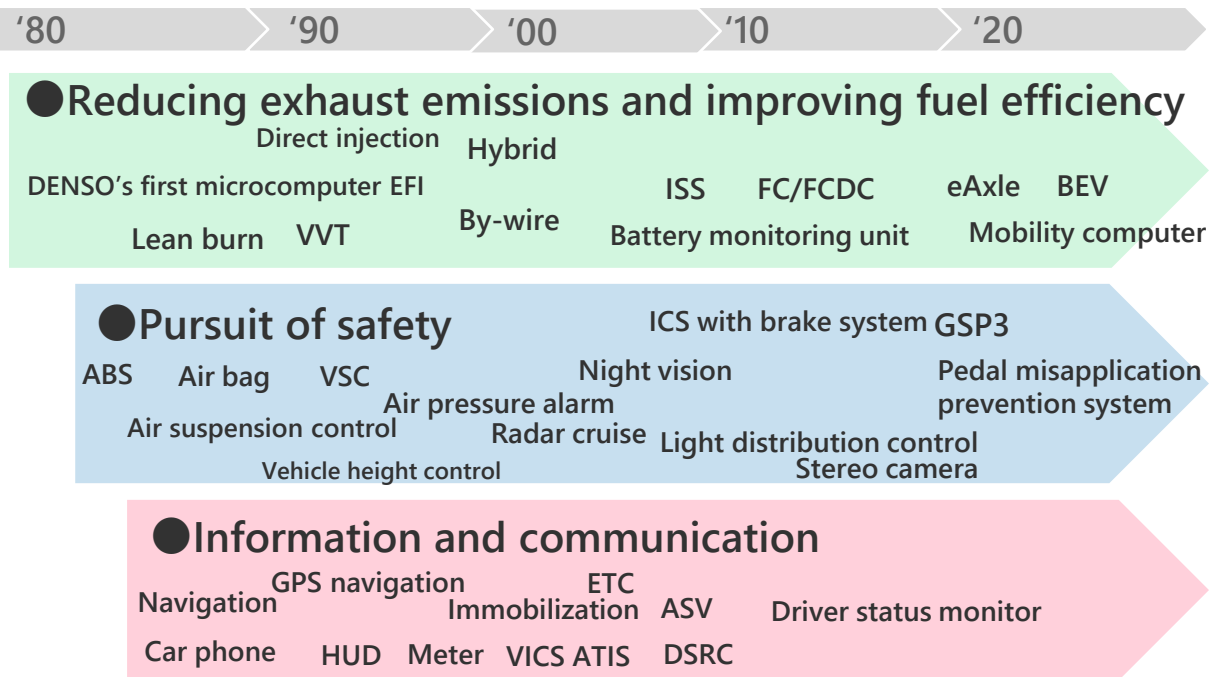 ‘80 ‘90 ‘00 ‘10 ‘20
●Reducing exhaust emissions and improving fuel efficiency
Direct injection
Hybrid
DENSO’s first microcomputer EFI
ISS
FC/FCDC
eAxle
BEV
Lean burn
VVT
By-wire
Battery monitoring unit
Mobility computer
●Pursuit of safety
ICS with brake system
GSP3
ABS
Air bag
VSC
Night vision
Pedal misapplication
prevention system
Air pressure alarm
Air suspension control
Radar cruise
Light distribution control
Vehicle height control
Stereo camera
●Information and communication
GPS navigation
ETC
Navigation
Immobilization
ASV
Driver status monitor
Car phone
HUD
Meter
VICS ATIS
DSRC